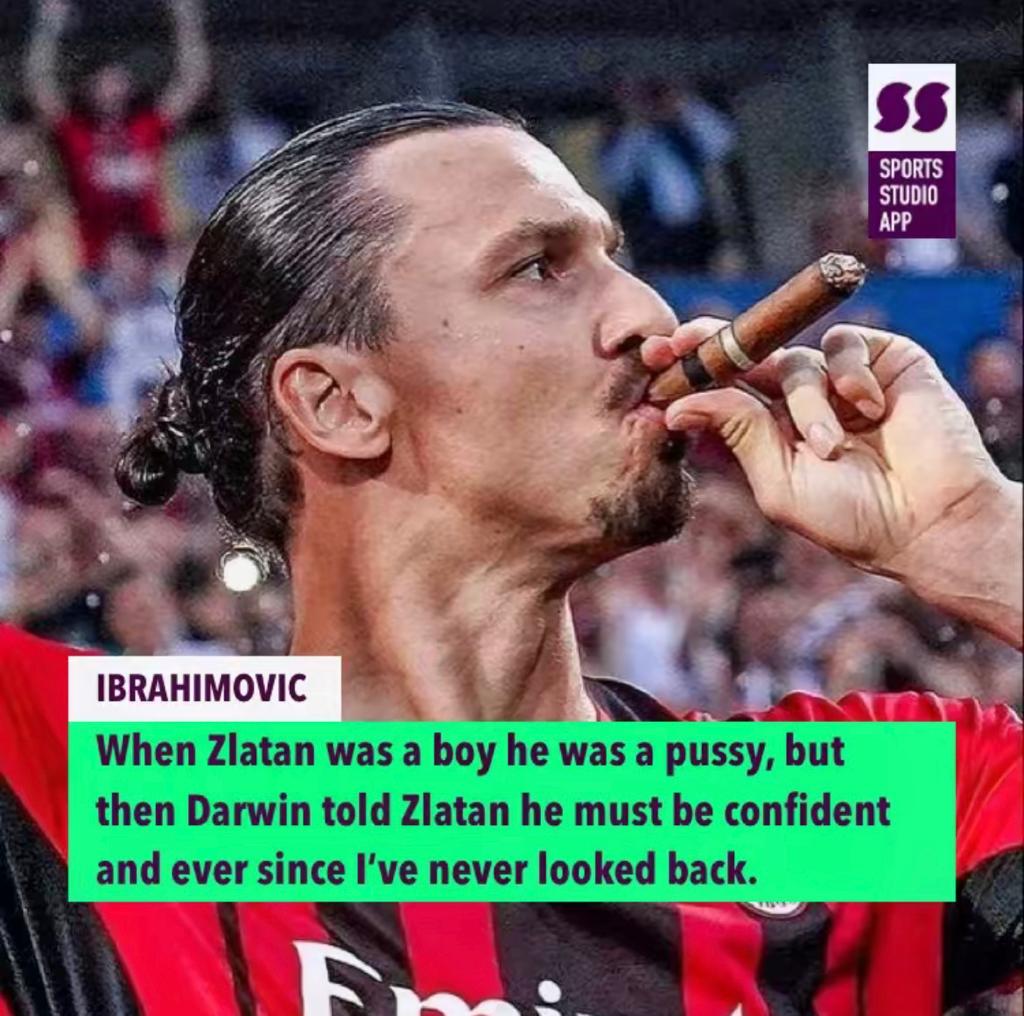 SS
SPORTS
STUDIO
APP
IBRAHIMOVIC
When Zlatan was a boy he was a pussy, but
then Darwin told Zlatan he must be confident
and ever since I've never looked back.
Emi